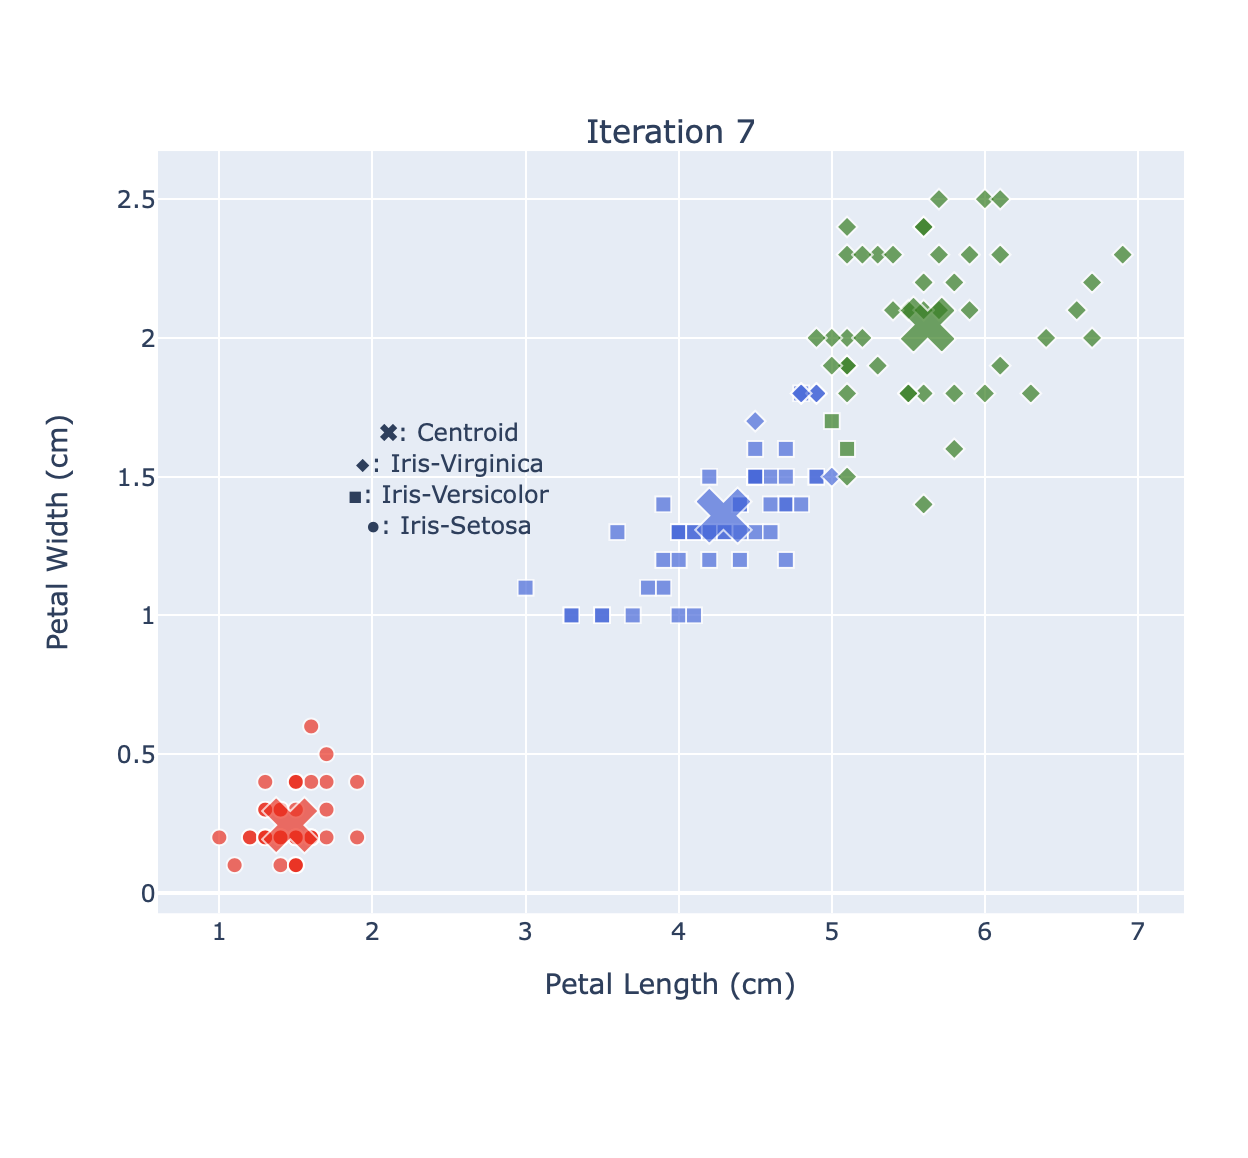 Iteration 7
2.5
2
1.5
1
0.5
0
Petal Width (cm)
✖: Centroid
◆: Iris-Virginica
■: Iris-Versicolor
●: Iris-Setosa
1 2 3 4 5 6 7
Petal Length (cm)